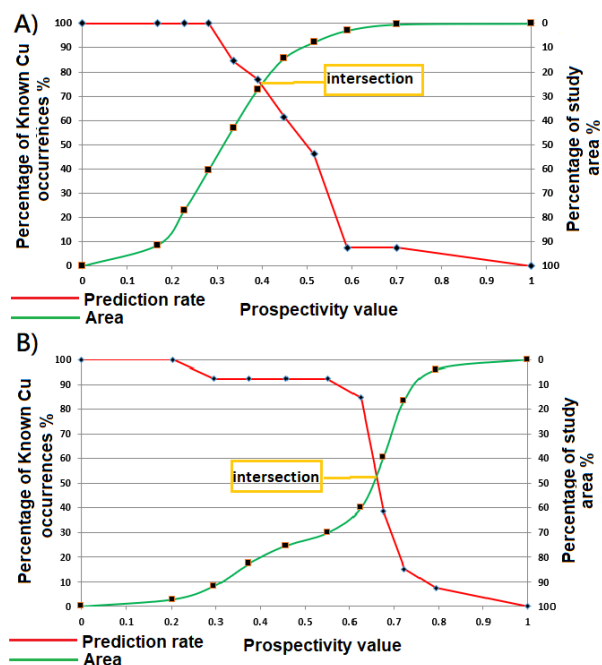 A)
Percentage of Known Cu
occurrences %
100
90
80
70
60
50
40
30
20
10
0
0
10
20
30
40
50
60
70
80
90
100
Percentage of study
area %
intersection
0 0.1 0.2 0.3 0.4 0.5 0.6 0.7 0.8 0.9 1
Prediction rate
Area
Prospectivity value
B)
Percentage of Known Cu
occurrences %
100
90
80
70
60
50
40
30
20
10
0
0
10
20
30
40
50
60
70
80
90
100
Percentage of study
area %
intersection
0 0.1 0.2 0.3 0.4 0.5 0.6 0.7 0.8 0.9 1
Prediction rate
Area
Prospectivity value